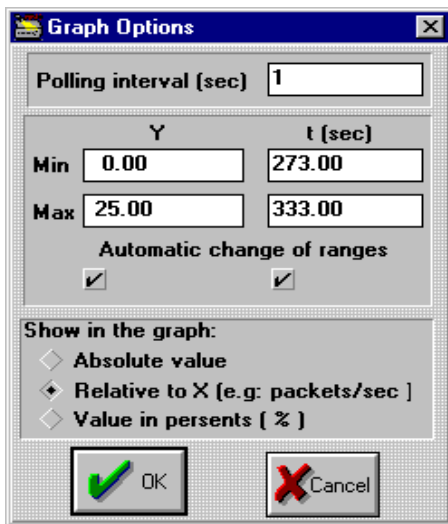 Graph Options
Polling interval (sec) 1
Y t (sec)
Min 0.00 273.00
Max 25.00 333.00
Automatic change of ranges
Show in the graph:
Absolute value
Relative to X (e.g: packets/sec )
Value in persents ( % )
OK Cancel